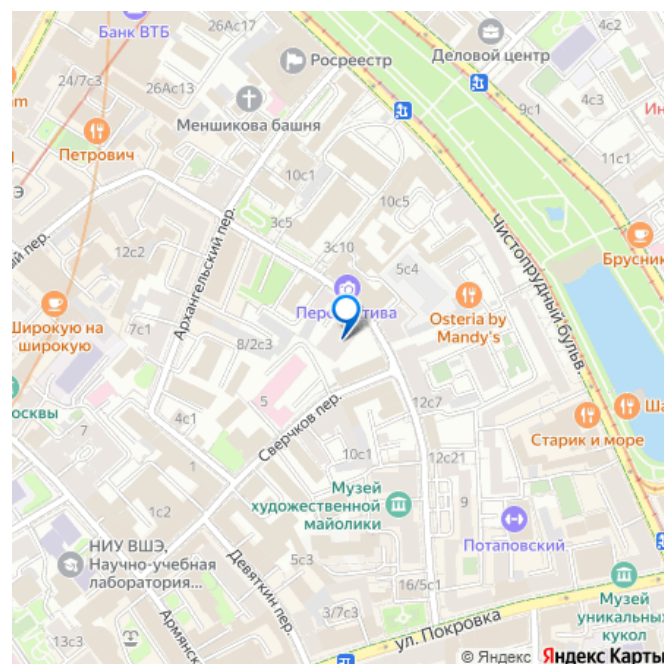 26Ас17
Банк ВТБ
Деловой центр
Росреестр
24/7с3
26Ас13
4с3
9с1
Меншикова башня
Петрович
11с1
10с1
10с5
3с5
Архангельский пер.
12с2
3с10
Чистопрудный бульв.
5с4
Перспектива
Широкую на
широкую
7с1
Osteria by
Mandy's
8/2с3
5
Сверчков пер.
12с7
4с1
7
Старик и море
10с1
12с21
1
Музей
художественной
майолики
9
1с2
Потаповский
НИУ ВШЭ,
Научно-учебная
лаборатория...
Девяткин пер.
5с3
16/5с1
3/7с3
ул. Покровка
Музей
уникальных
кукол
13с3
© Яндекс Яндекс Карты